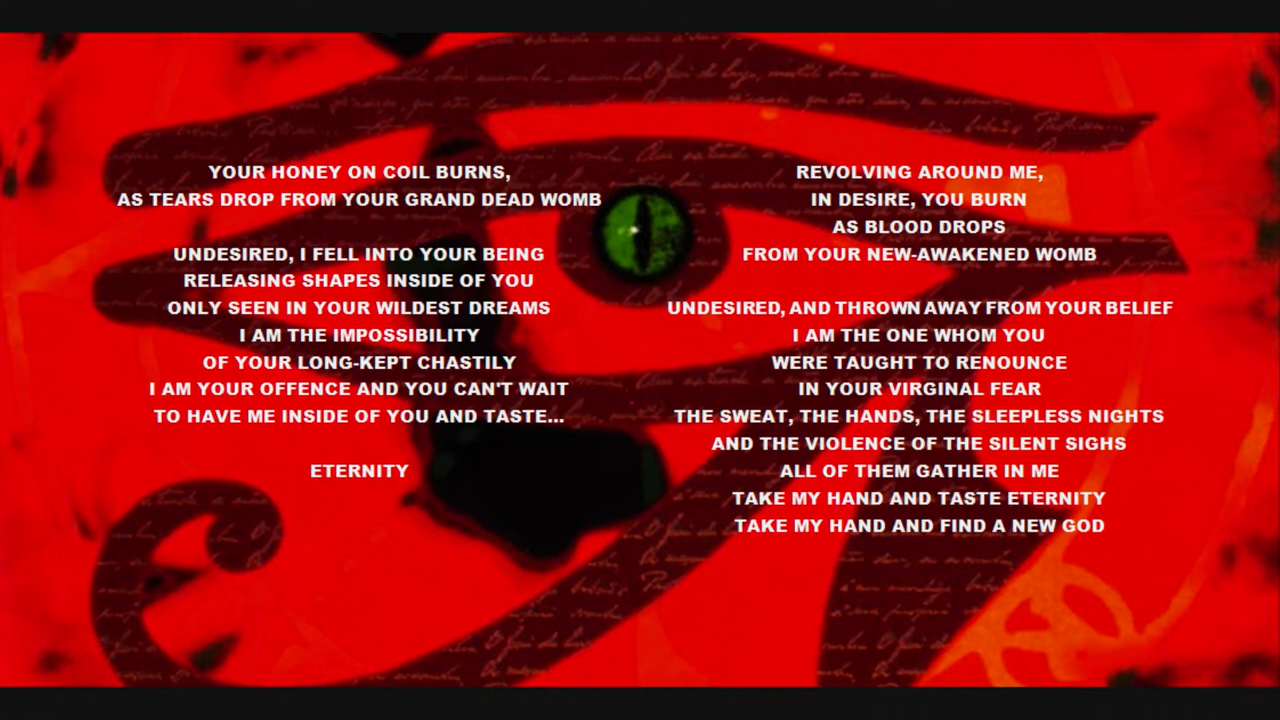 YOUR HONEY ON COIL BURNS,
AS TEARS DROP FROM YOUR GRAND DEAD WOMB
UNDESIRED, I FELL INTO YOUR BEING
RELEASING SHAPES INSIDE OF YOU
ONLY SEEN IN YOUR WILDEST DREAMS
I AM THE IMPOSSIBILITY
OF YOUR LONG-KEPT CHASTILY
I AM YOUR OFFENCE AND YOU CAN'T WAIT
TO HAVE ME INSIDE OF YOU AND TASTE...
ETERNITY
REVOLVING AROUND ME,
IN DESIRE, YOU BURN
AS BLOOD DROPS
FROM YOUR NEW-AWAKENED WOMB
UNDESIRED, AND THROWN AWAY FROM YOUR BELIEF
I AM THE ONE WHOM YOU
WERE TAUGHT TO RENOUNCE
IN YOUR VIRGINAL FEAR
THE SWEAT, THE HANDS, THE SLEEPLESS NIGHTS
AND THE VIOLENCE OF THE SILENT SIGHS
ALL OF THEM GATHER IN ME
TAKE MY HAND AND TASTE ETERNITY
TAKE MY HAND AND FIND A NEW GOD